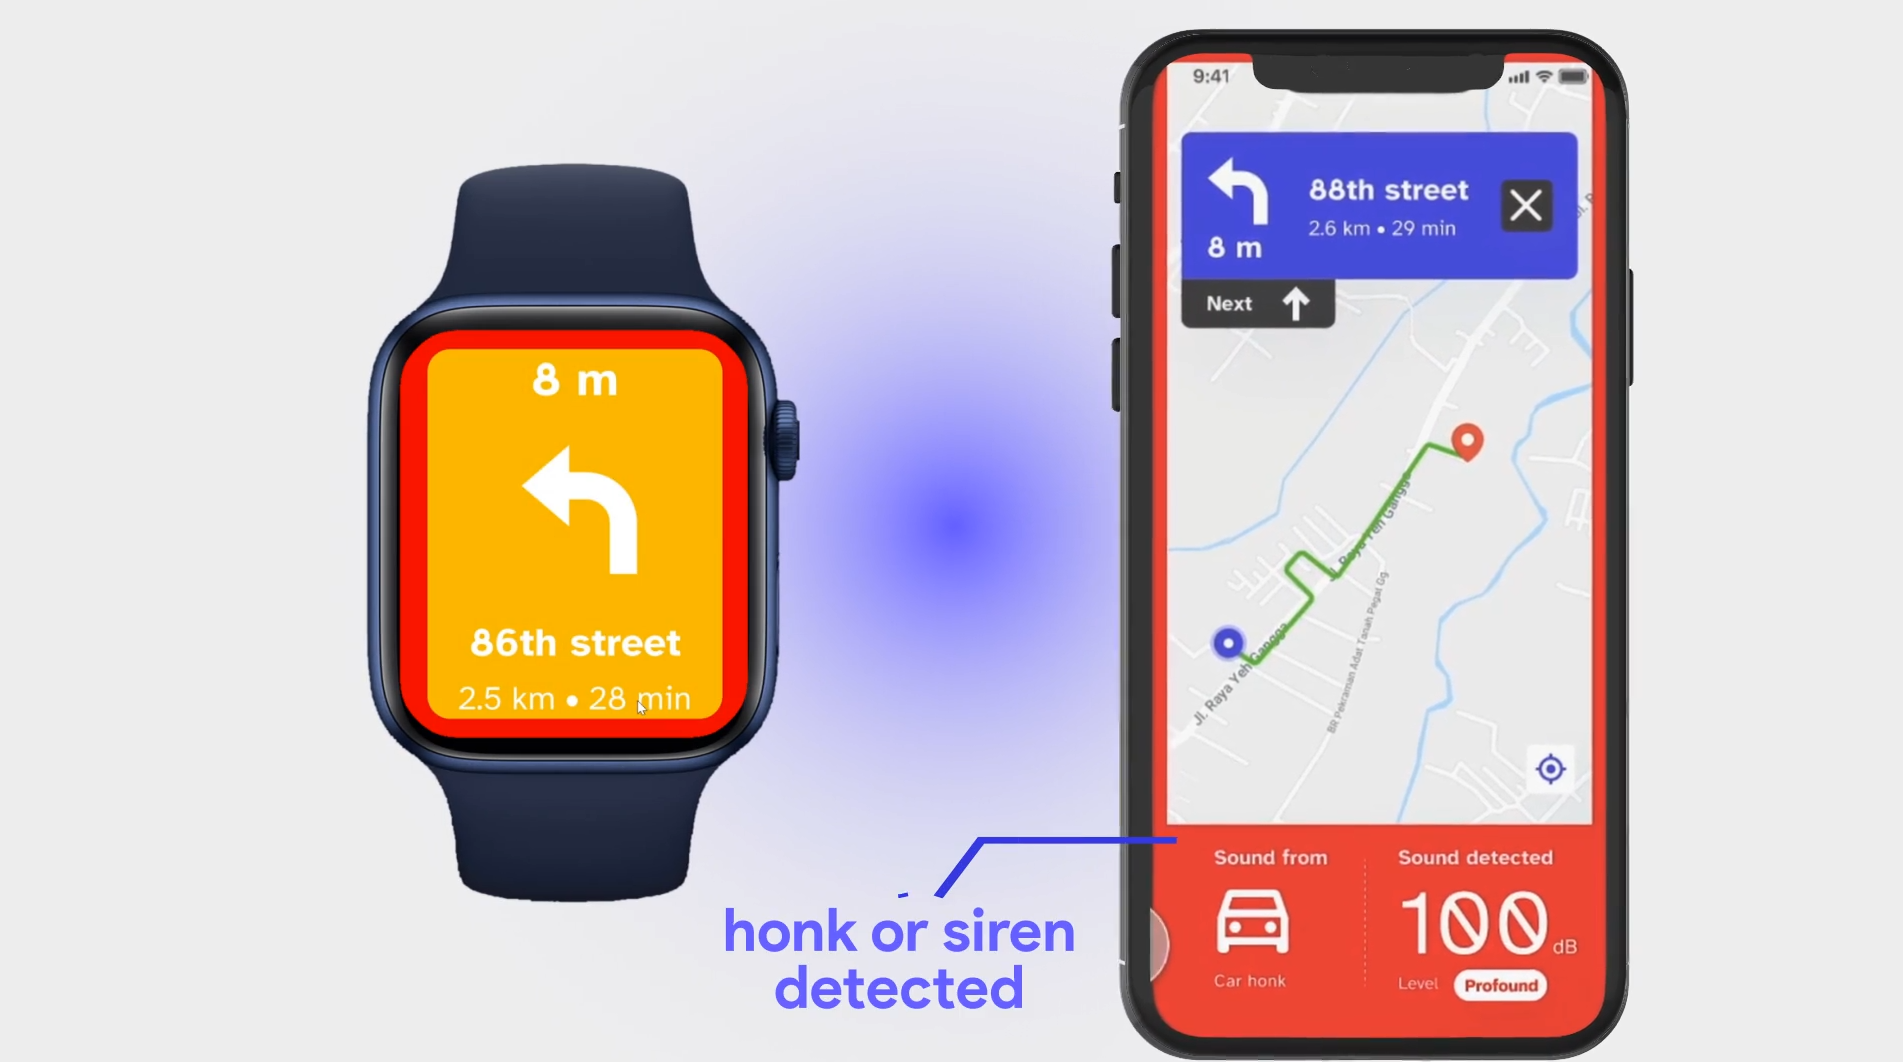 8 m
86th street
2.5 km • 28 min
9:41
88th street
2.6 km • 29 min
8 m
Next
Jl. Raya Yeh Gangga
Jl. Raya Yeh Gangga
BR Pekraman Adat Tanah Pagat Gg.
honk or siren
detected
Sound from
Car honk
Sound detected
100 dB
Level Profound